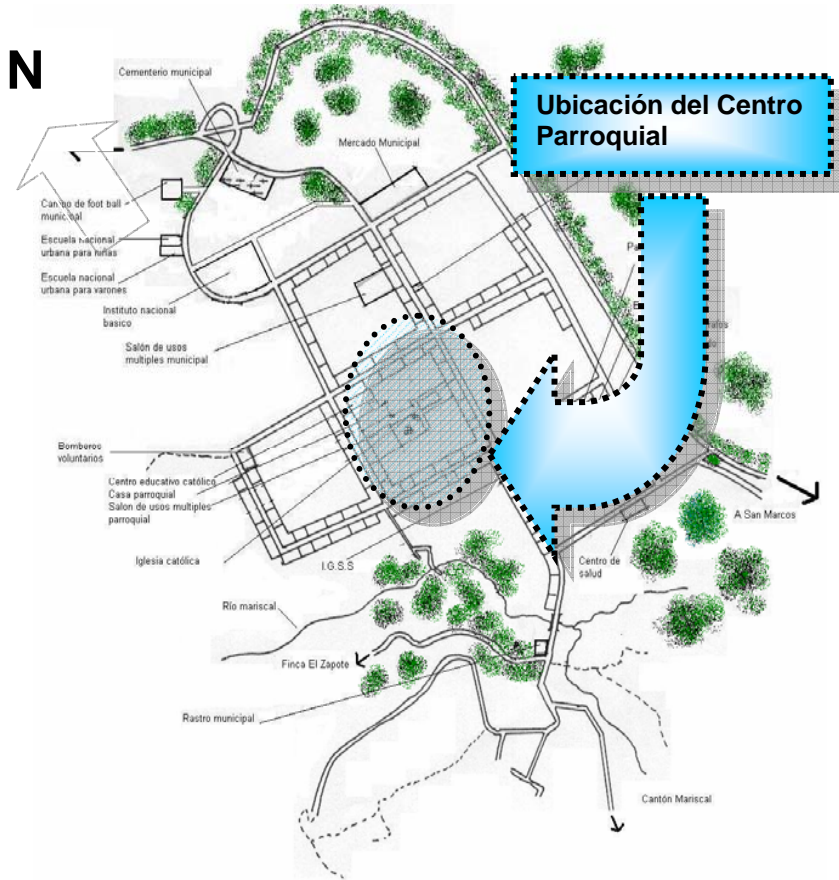 N
Cementerio municipal
Ubicación del Centro
Parroquial
Mercado Municipal
Campo de foot ball
municipal
Escuela nacional
urbana para niñas
Escuela nacional
urbana para varones
Instituto nacional
basico
Salón de usos
multiples municipal
Bomberos
voluntarios
Centro educativo católico
Casa parroquial
Salon de usos multiples
parroquial
Iglesia católica
I.G.S.S
A San Marcos
Centro de
salud
Río mariscal
Finca El Zapote
Rastro municipal
Cantón Mariscal